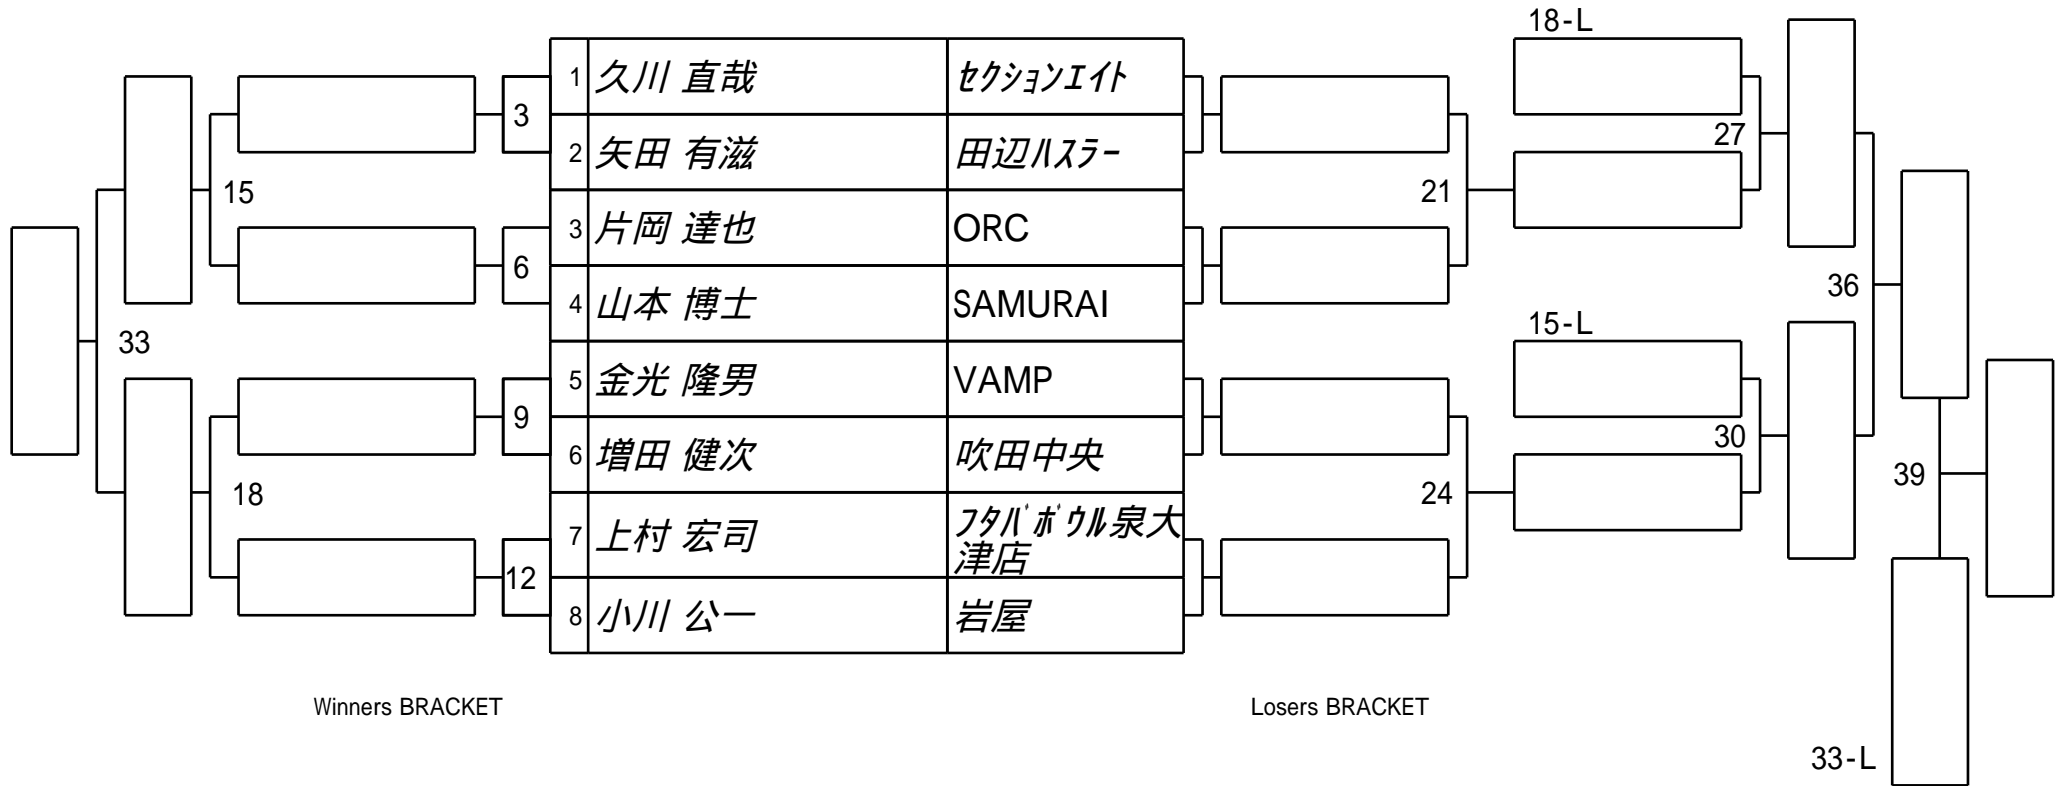 18-L
1 久川 直哉 セクションエイト
3
2 矢田 有滋 田辺ハスラー
27
15
21
3 片岡 達也 ORC
6
4 山本 博士 SAMURAI
36
33
15-L
5 金光 隆男 VAMP
9
6 増田 健次 吹田中央
30
39
18
24
7 上村 宏司 フタバボウル泉大
津店
12
8 小川 公一 岩屋
Winners BRACKET
Losers BRACKET
33-L